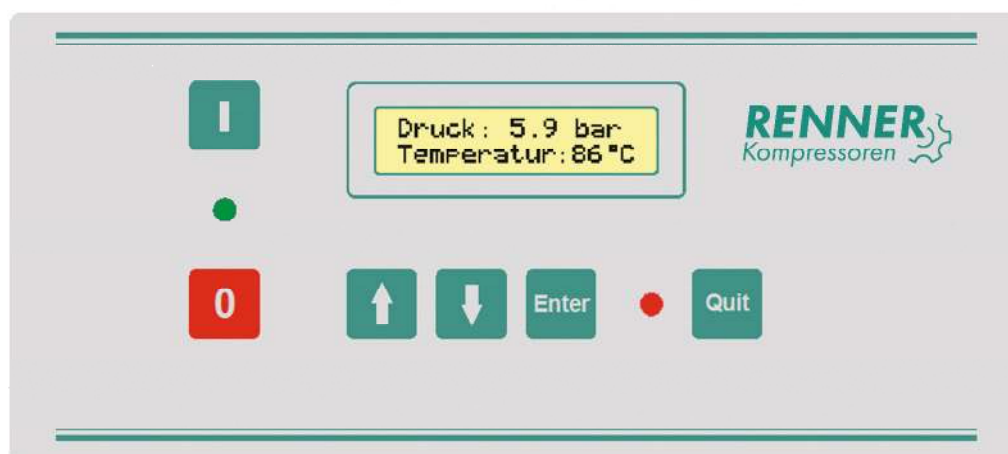 I
Druck: 5.9 bar
Temperatur:86°C
RENNER
Kompressoren
0
Enter
Quit